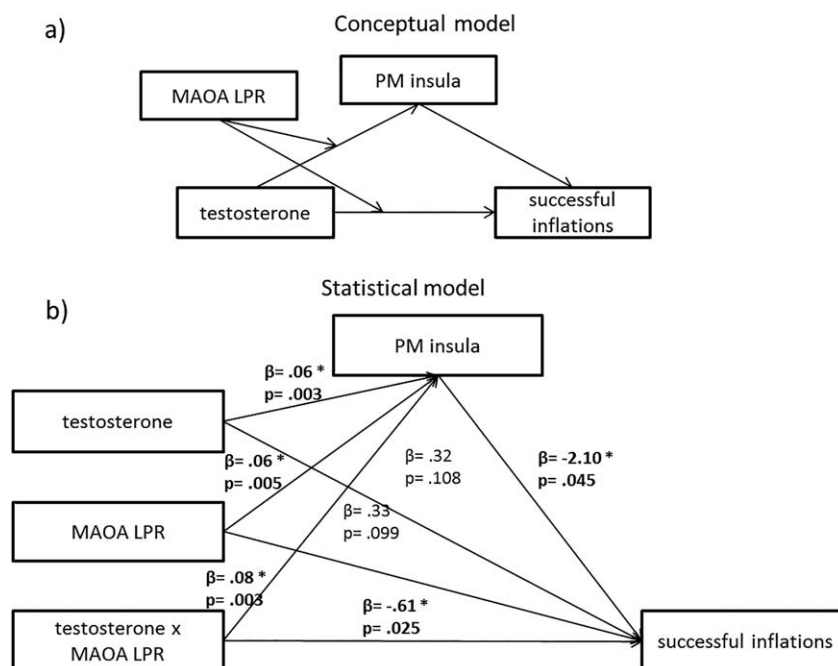 a)
Conceptual model
MAOA LPR
PM insula
testosterone
successful
inflations
b)
Statistical model
PM insula
testosterone
β= .06 *
p= .003
MAOA LPR
β= .06 *
p= .005
β= .32
p= .108
β= -2.10 *
p= .045
β= .33
p= .099
testosterone x
MAOA LPR
β= .08 *
p= .003
β= -.61 *
p= .025
successful inflations